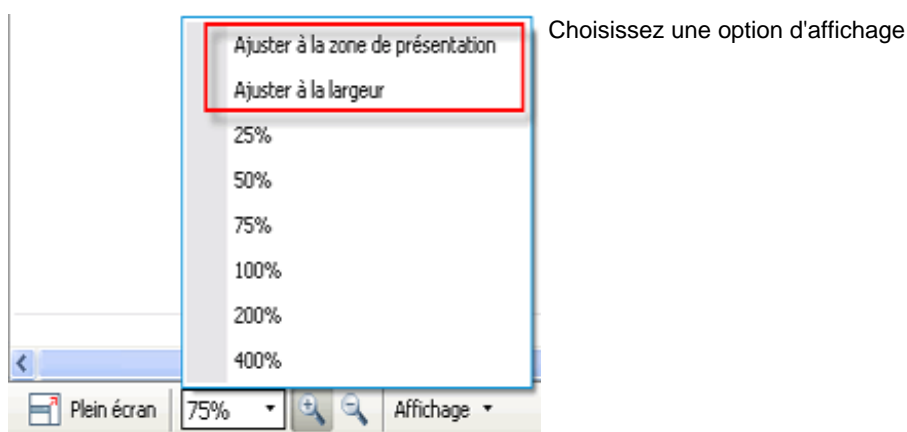 Ajuster à la zone de présentation
Ajuster à la largeur
25%
50%
75%
100%
200%
400%
Plein écran 75% Affichage
Choisissez une option d'affichage